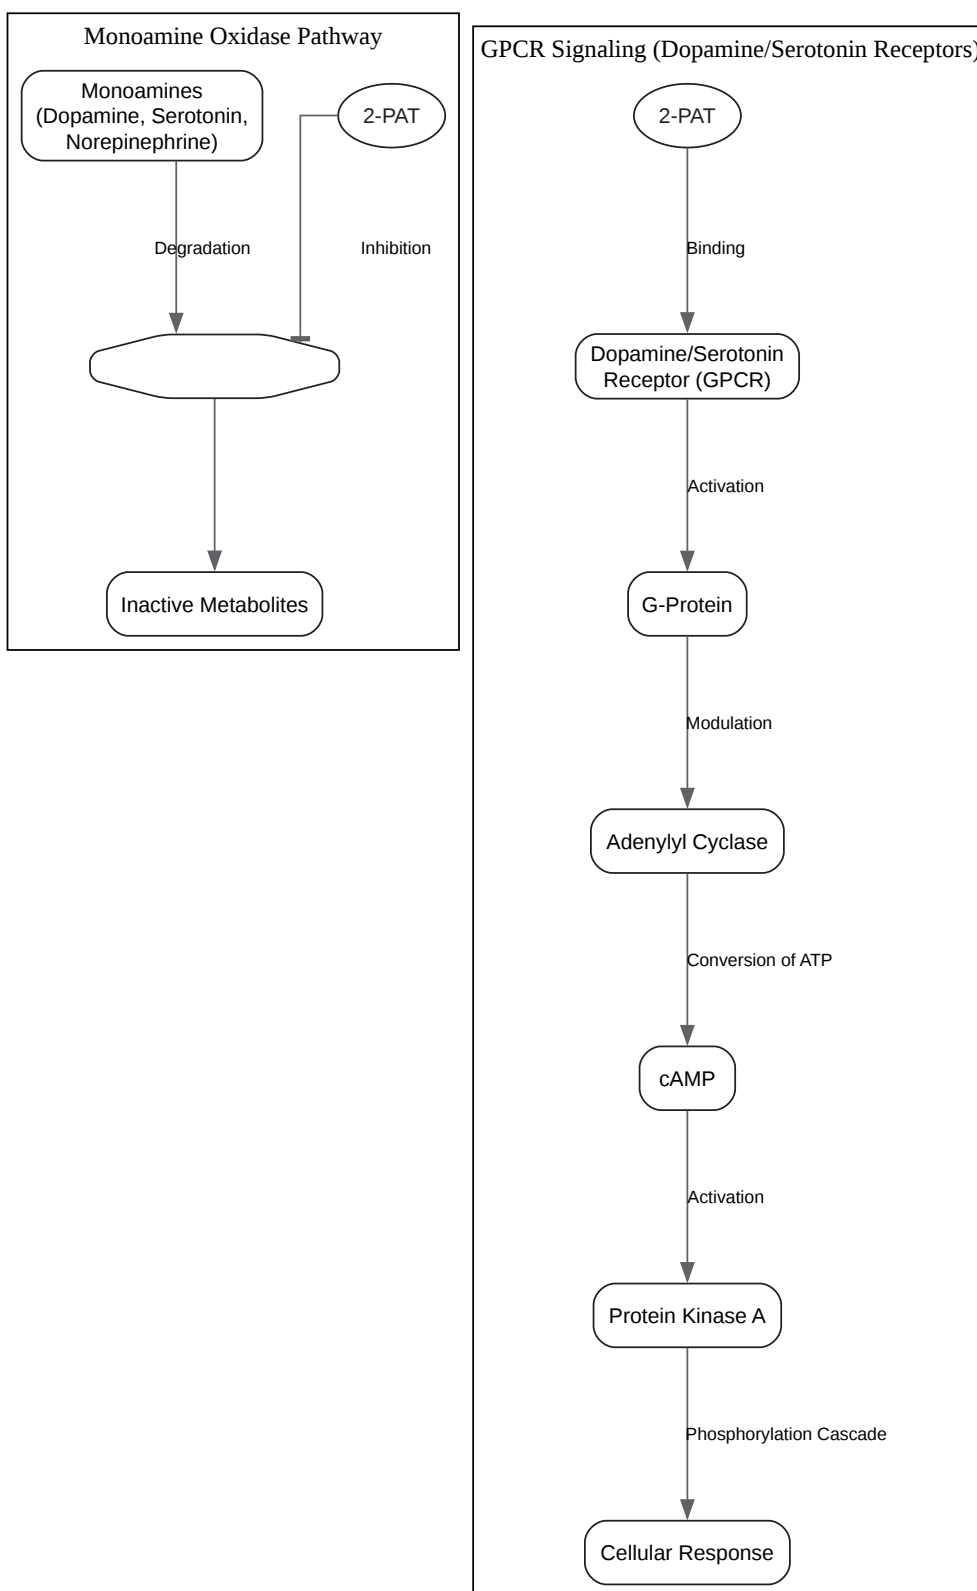 Monoamine Oxidase Pathway
Monoamines
(Dopamine, Serotonin,
Norepinephrine)
2-PAT
Degradation
Inhibition
Inactive Metabolites
GPCR Signaling (Dopamine/Serotonin Receptors)
2-PAT
Binding
Dopamine/Serotonin
Receptor (GPCR)
Activation
G-Protein
Modulation
Adenylyl Cyclase
Conversion of ATP
cAMP
Activation
Protein Kinase A
Phosphorylation Cascade
Cellular Response